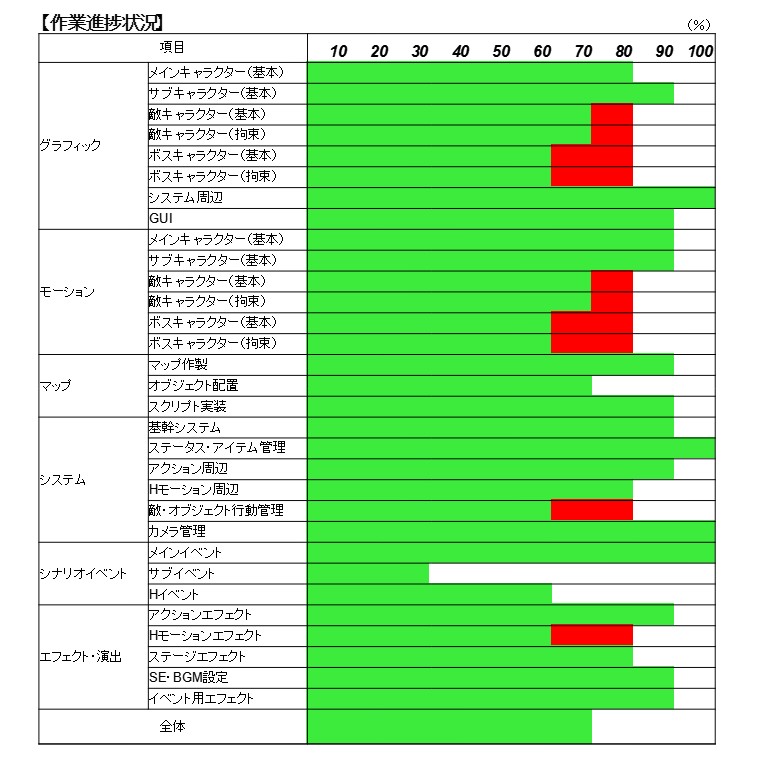 【作業進捗状況】
(%)
項目 10 20 30 40 50 60 70 80 90 100
グラフィック
メインキャラクター(基本)
サブキャラクター(基本)
敵キャラクター(基本)
敵キャラクター(拘束)
ボスキャラクター(基本)
ボスキャラクター(拘束)
システム周辺
GUI
モーション
メインキャラクター(基本)
サブキャラクター(基本)
敵キャラクター(基本)
敵キャラクター(拘束)
ボスキャラクター(基本)
ボスキャラクター(拘束)
マップ
マップ作製
オブジェクト配置
スクリプト実装
システム
基幹システム
ステータス・アイテム管理
アクション周辺
Hモーション周辺
敵・オブジェクト行動管理
カメラ管理
シナリオイベント
メインイベント
サブイベント
Hイベント
エフェクト・演出
アクションエフェクト
Hモーションエフェクト
ステージエフェクト
SE・BGM設定
イベント用エフェクト
全体